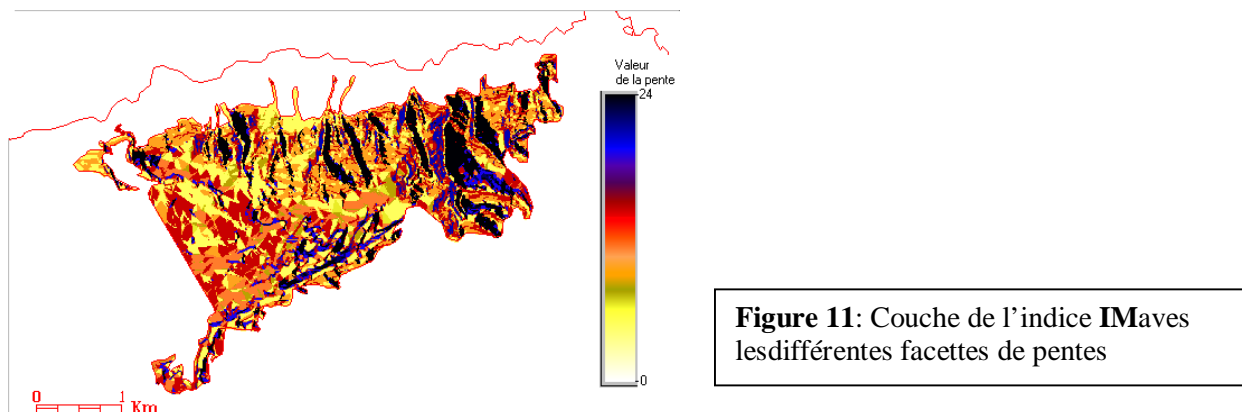 Valeur
de la pente
24
0
0 1
Km
Figure 11: Couche de l’indice IMaves
lesdifférentes facettes de pentes